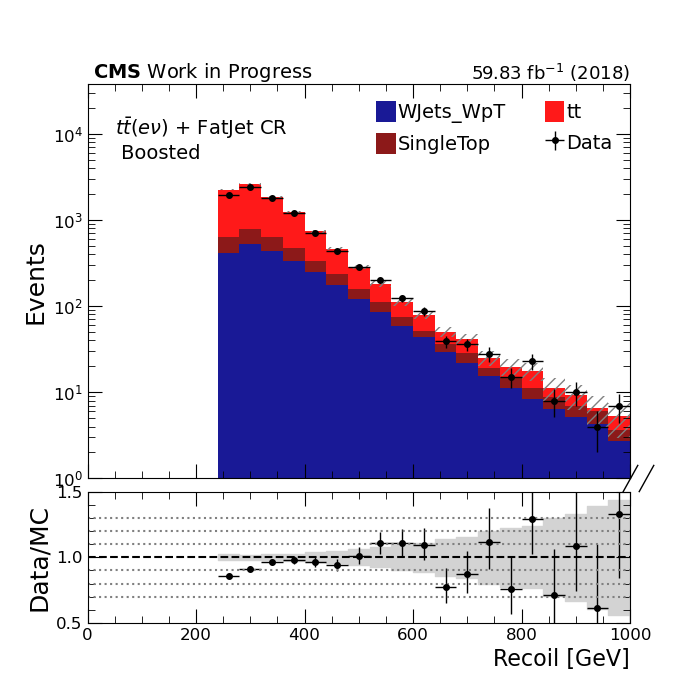 CMS Work in Progress 59.83 fb⁻¹ (2018)
tt̄(eν) + FatJet CR
Boosted
WJets_WpT tt
SingleTop Data
Events
10⁴
10³
10²
10¹
10⁰
Data/MC
1.5
1.0
0.5
0 200 400 600 800 1000
Recoil [GeV]